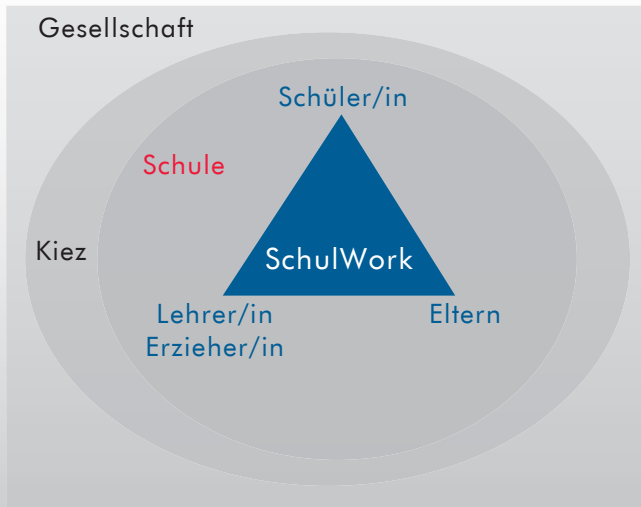 Gesellschaft
Schüler/in
Schule
Kiez
SchulWork
Lehrer/in
Erzieher/in
Eltern